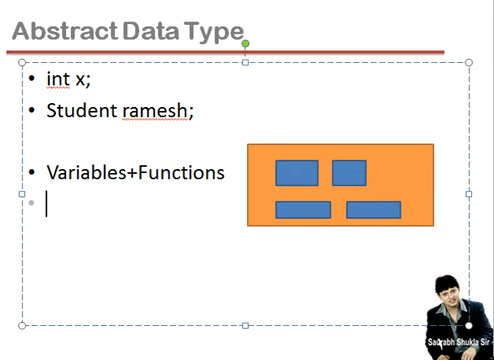 Abstract Data Type
int x;
Student ramesh;
Variables+Functions
Saurabh Shukla Sir